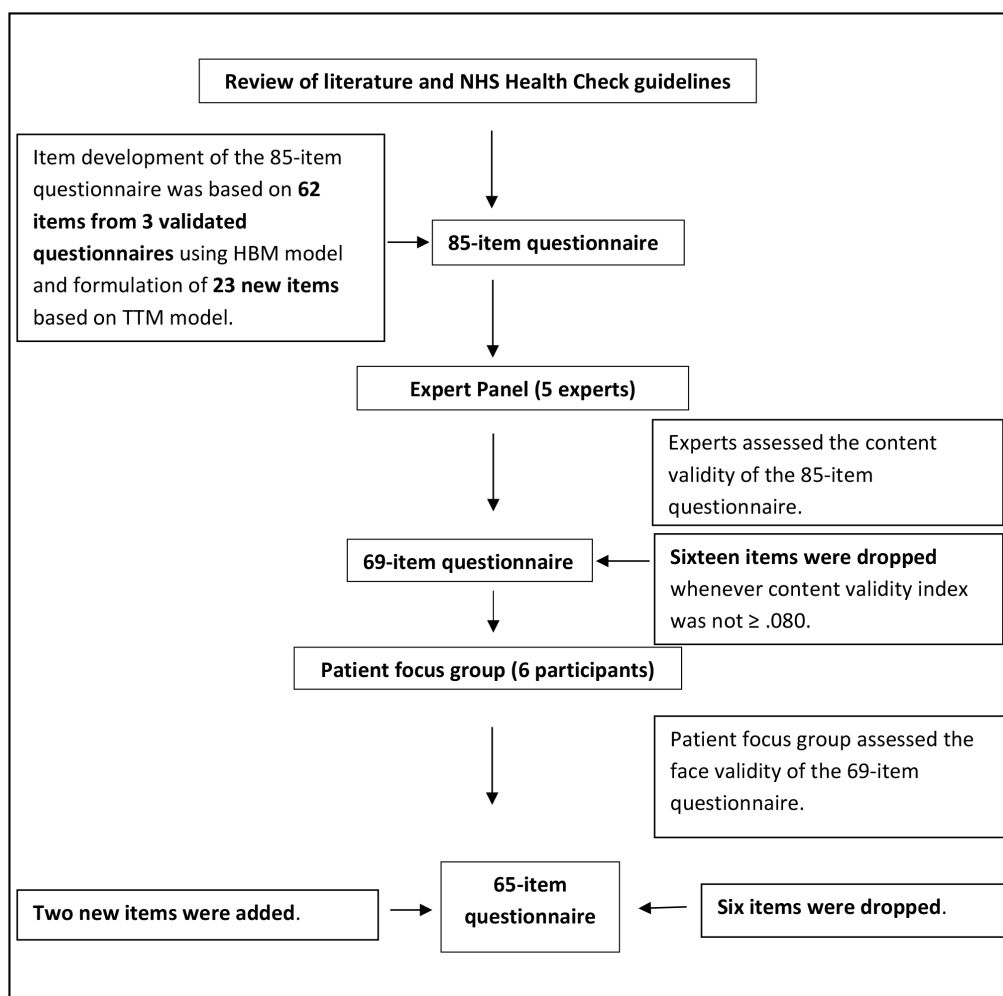 Review of literature and NHS Health Check guidelines
Item development of the 85-item
questionnaire was based on 62
items from 3 validated
questionnaires using HBM model
and formulation of 23 new items
based on TTM model.
85-item questionnaire
Expert Panel (5 experts)
Experts assessed the content
validity of the 85-item
questionnaire.
69-item questionnaire
Sixteen items were dropped
whenever content validity index
was not ≥ .080.
Patient focus group (6 participants)
Patient focus group assessed the
face validity of the 69-item
questionnaire.
65-item
questionnaire
Two new items were added.
Six items were dropped.